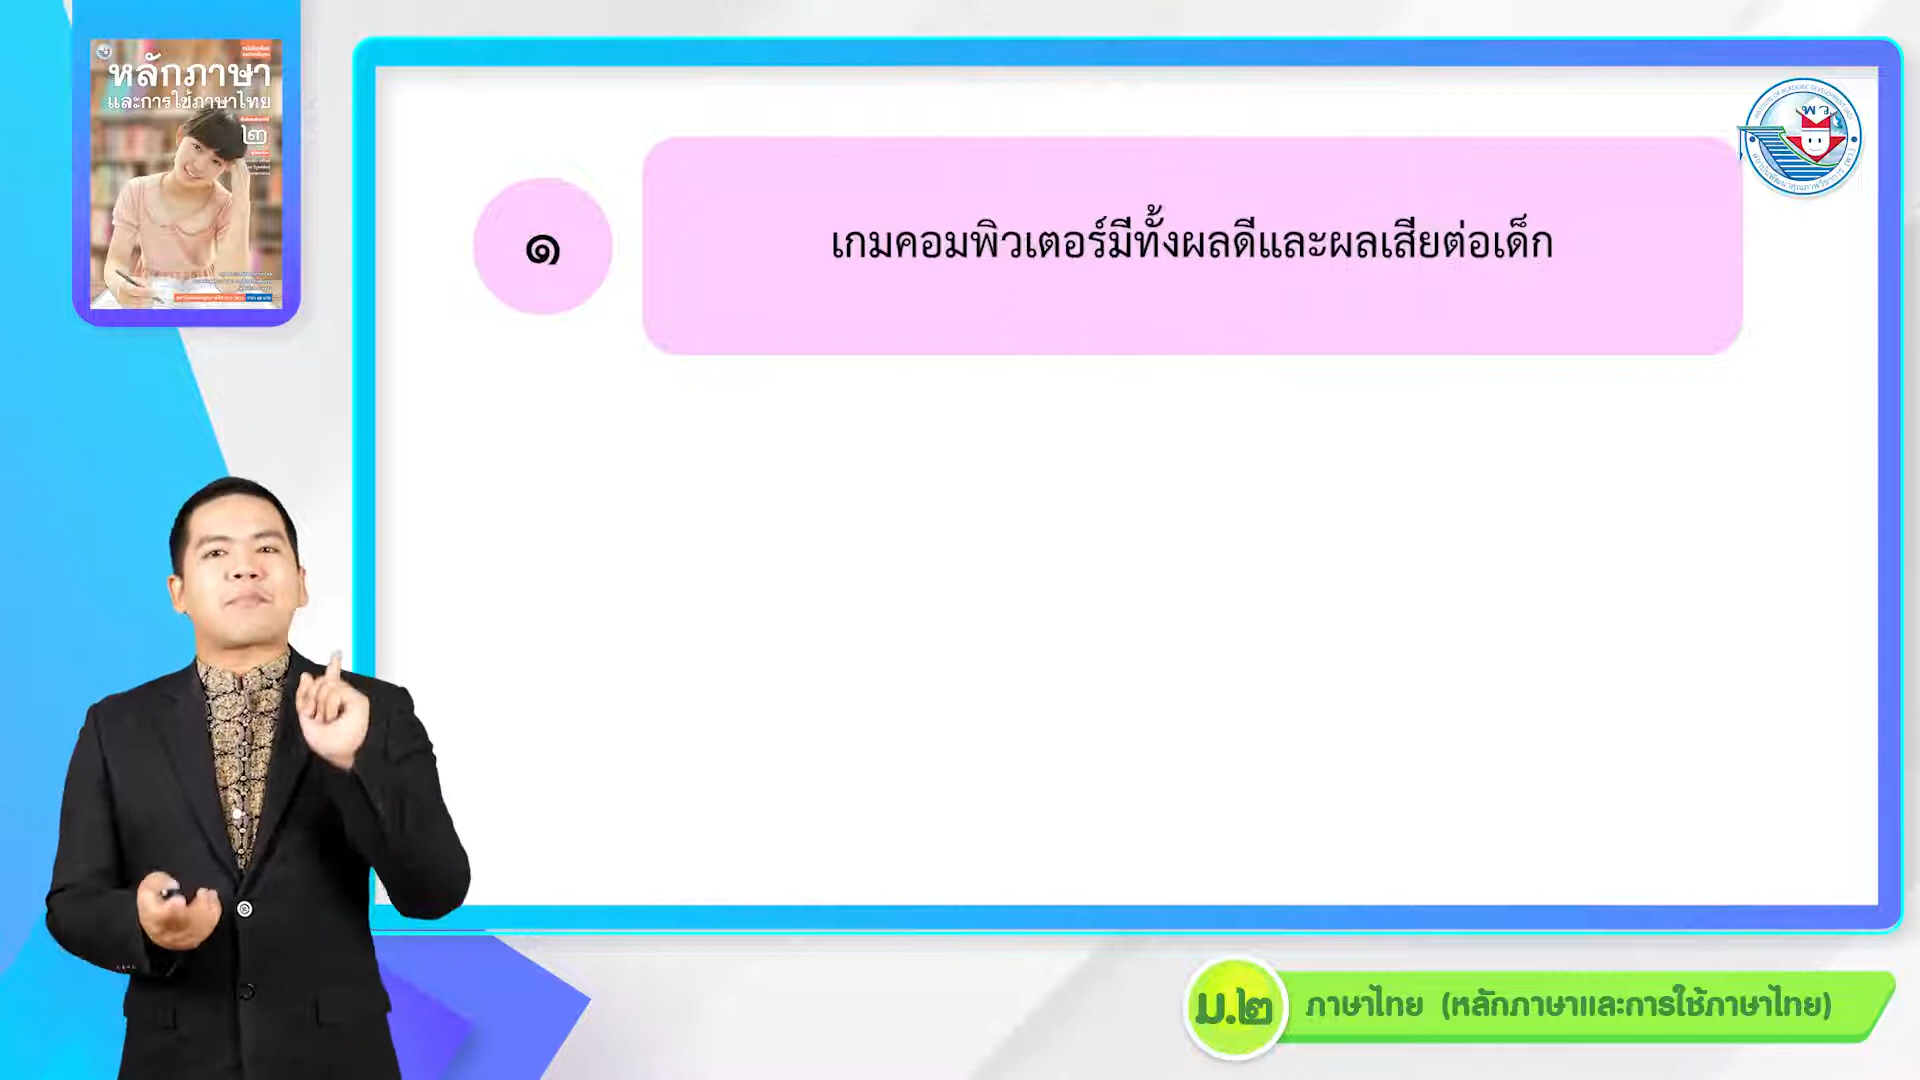 หลักภาษา
และการใช้ภาษาไทย
๒
พว.
๑
เกมคอมพิวเตอร์มีทั้งผลดีและผลเสียต่อเด็ก
ม.๒
ภาษาไทย (หลักภาษาและการใช้ภาษาไทย)